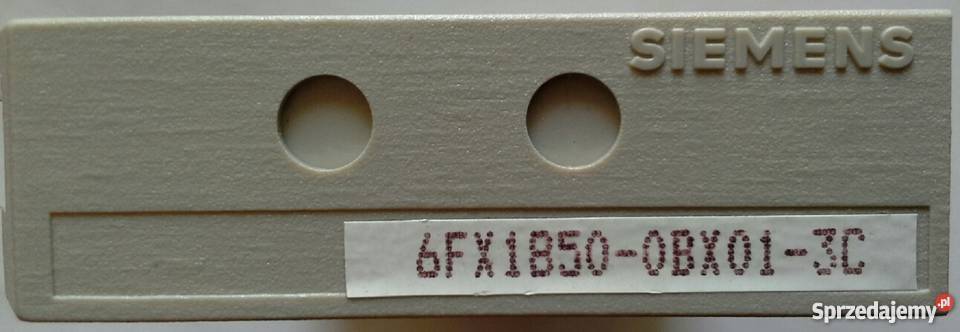 SIEMENS
6FX1850-0BX01-3C
Sprzedajemy.pl